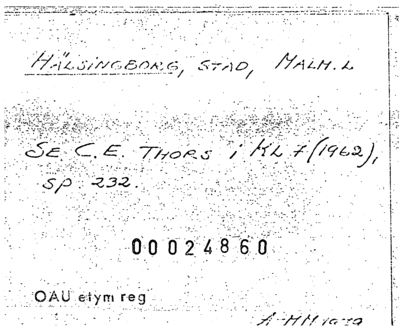 HÄLSINGBORG, STAD, MALM.L
SE C.E. THORS i KL 7 (1962),
sp 232.
00024860
OAU etym reg